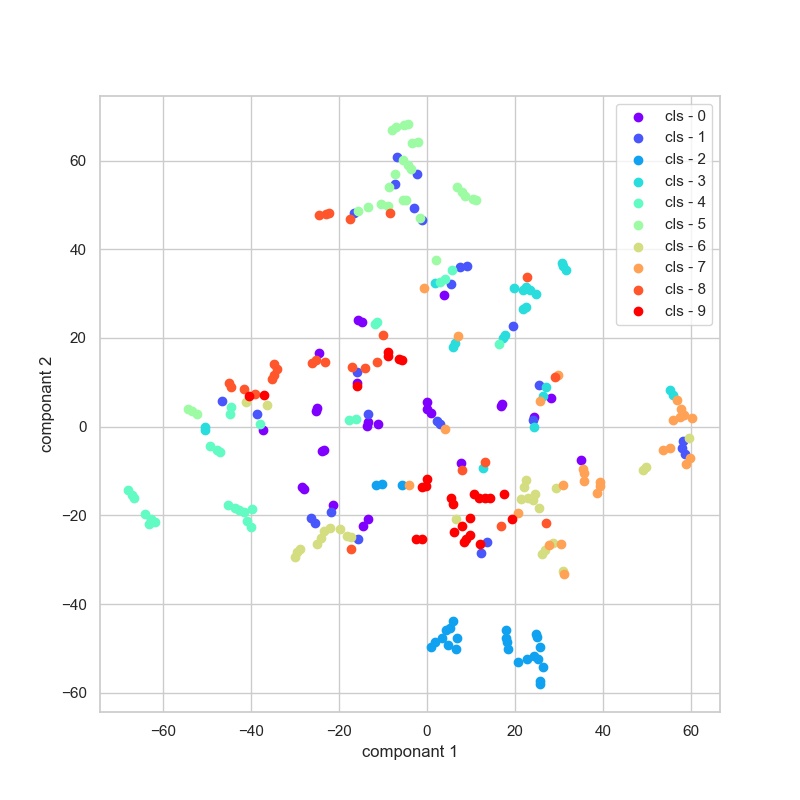 cls - 0
cls - 1
cls - 2
cls - 3
cls - 4
cls - 5
cls - 6
cls - 7
cls - 8
cls - 9
60
40
20
0
−20
−40
−60
componant 2
−60
−40
−20
0
20
40
60
componant 1